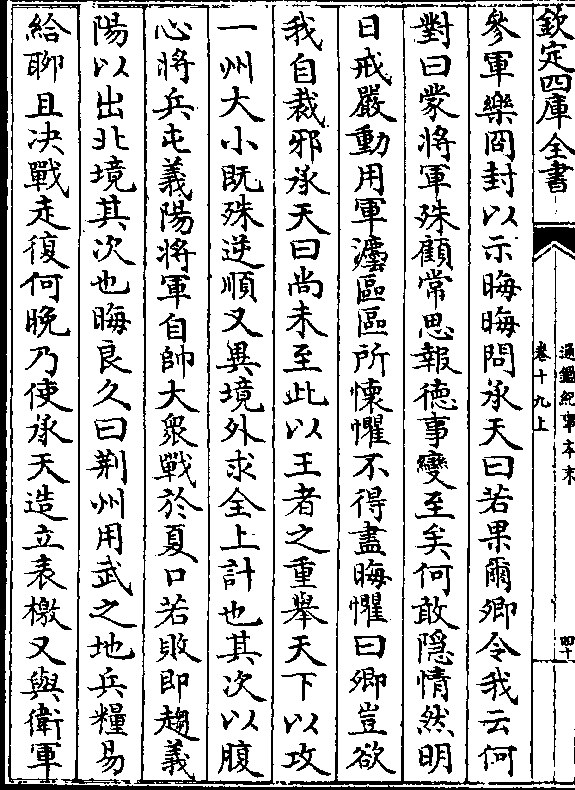 欽定四庫全書
通鑑紀事本末
卷十九上
四十
參軍樂冏封以示晦晦問承天曰若果爾卿令我云何
對曰蒙將軍殊顧常思報德事變至矣何敢隱情然明
日戒嚴動用軍灋區區所懷懼不得盡晦懼曰卿豈欲
我自裁邪承天曰尚未至此以王者之重舉天下以攻
一州大小既殊逆順又異境外求全上計也其次以腹
心將兵屯義陽將軍自帥大衆戰於夏口若敗即趨義
陽以出北境其次也晦良久曰荆州用武之地兵糧易
給聊且决戰走復何晚乃使承天造立表檄又與衛軍